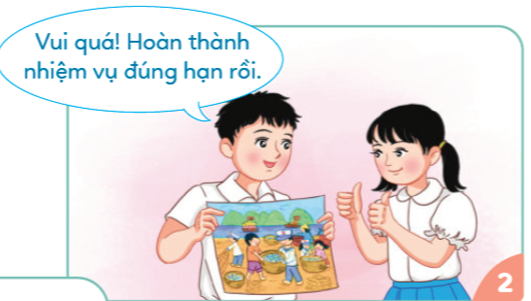 Vui quá! Hoàn thành
nhiệm vụ đúng hạn rồi.
2